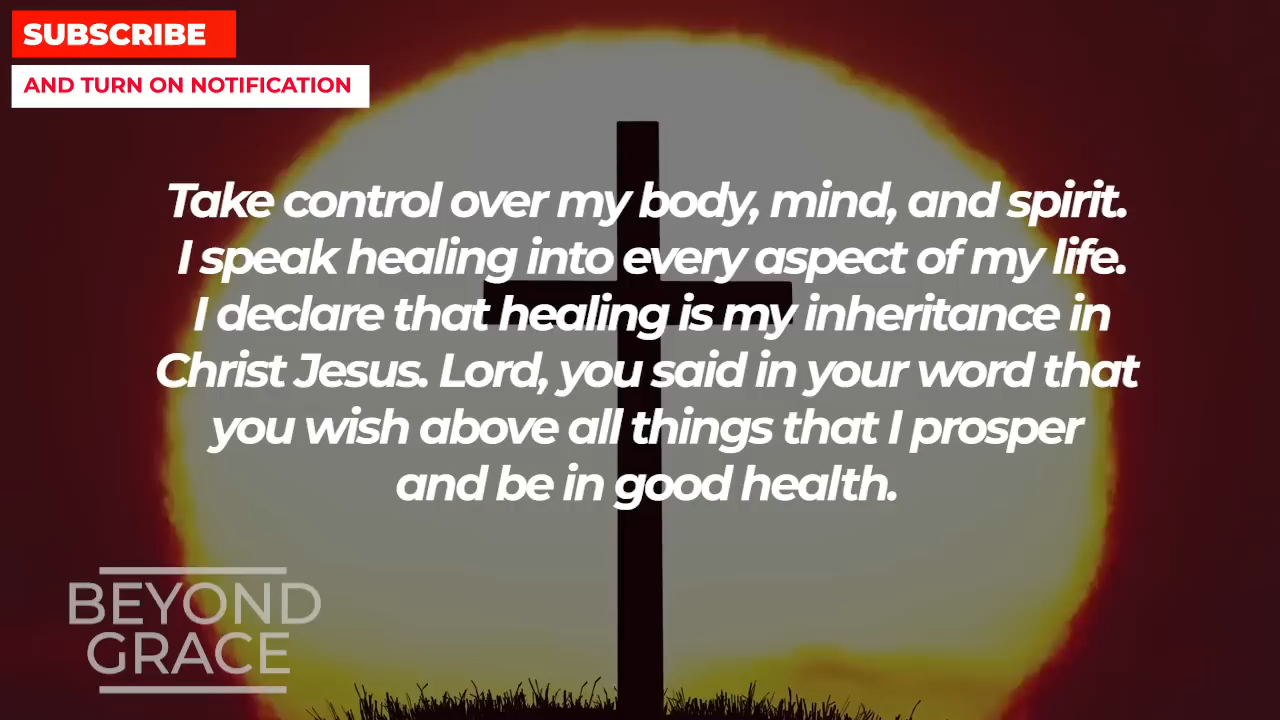 SUBSCRIBE
AND TURN ON NOTIFICATION
Take control over my body, mind, and spirit.
I speak healing into every aspect of my life.
I declare that healing is my inheritance in
Christ Jesus. Lord, you said in your word that
you wish above all things that I prosper
and be in good health.
BEYOND
GRACE